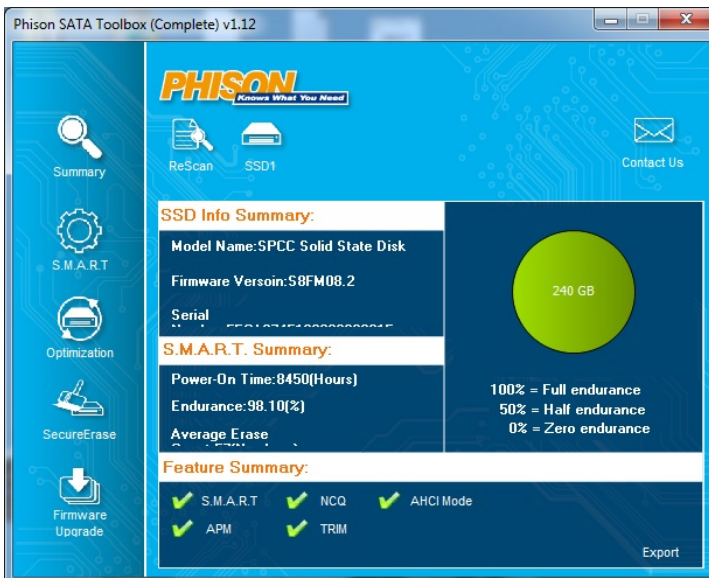 Phison SATA Toolbox (Complete) v1.12
PHISON
Knows What You Need
Summary
ReScan
SSD1
Contact Us
S.M.A.R.T
Optimization
SecureErase
Firmware
Upgrade
SSD Info Summary:
Model Name:SPCC Solid State Disk
Firmware Versoin:S8FM08.2
Serial
240 GB
S.M.A.R.T. Summary:
Power-On Time:8450(Hours)
Endurance:98.10(%)
Average Erase
100% = Full endurance
50% = Half endurance
0% = Zero endurance
Feature Summary:
S.M.A.R.T NCQ AHCI Mode
APM TRIM
Export